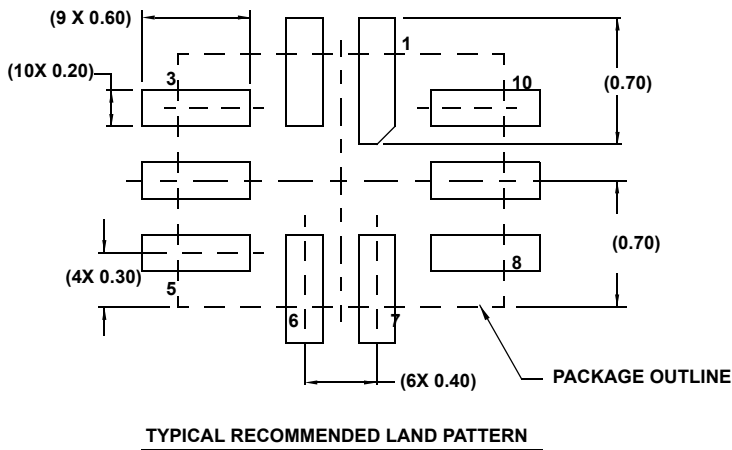 (9 X 0.60)
1
3
(10X 0.20)
10
(0.70)
(0.70)
(4X 0.30)
5
8
6
7
(6X 0.40)
PACKAGE OUTLINE
TYPICAL RECOMMENDED LAND PATTERN